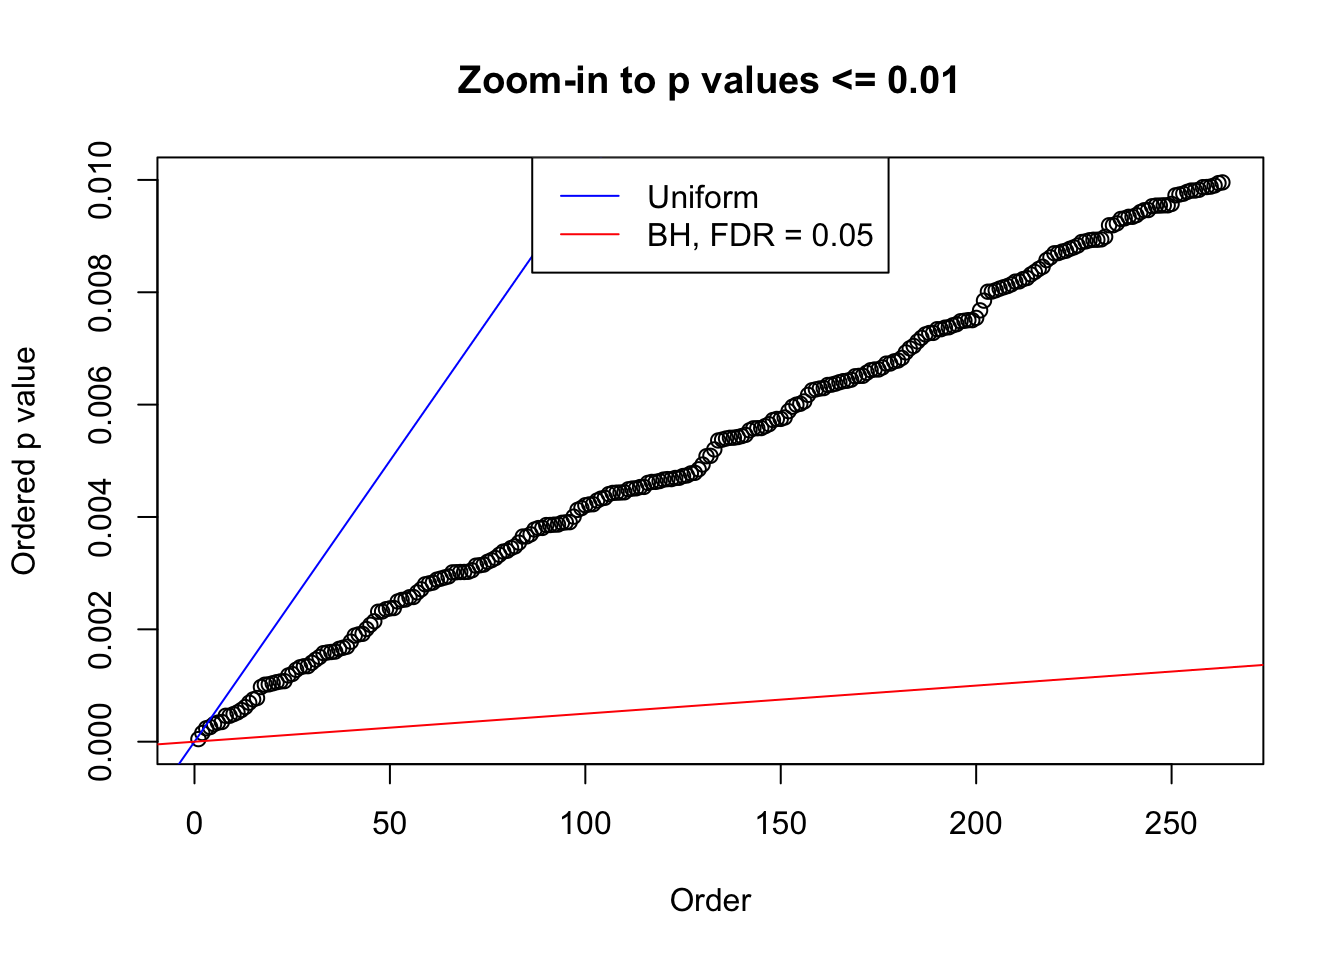 Zoom-in to p values <= 0.01
Uniform
BH, FDR = 0.05
Ordered p value
0.010
0.008
0.006
0.004
0.002
0.000
0 50 100 150 200 250
Order